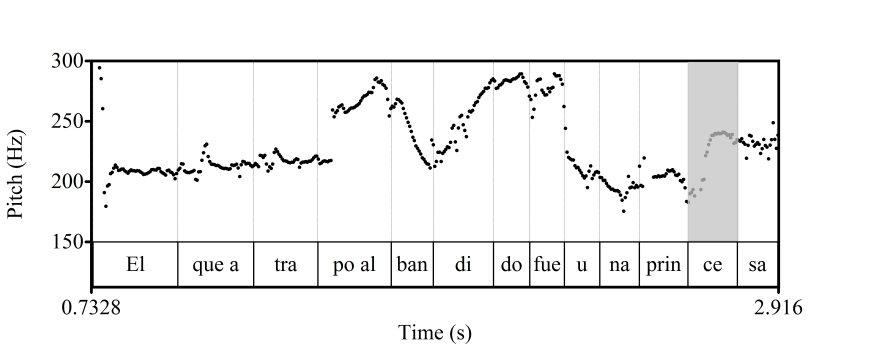 300
250
200
150
Pitch (Hz)
El que a tra po al ban di do fue u na prin ce sa
0.7328 2.916
Time (s)